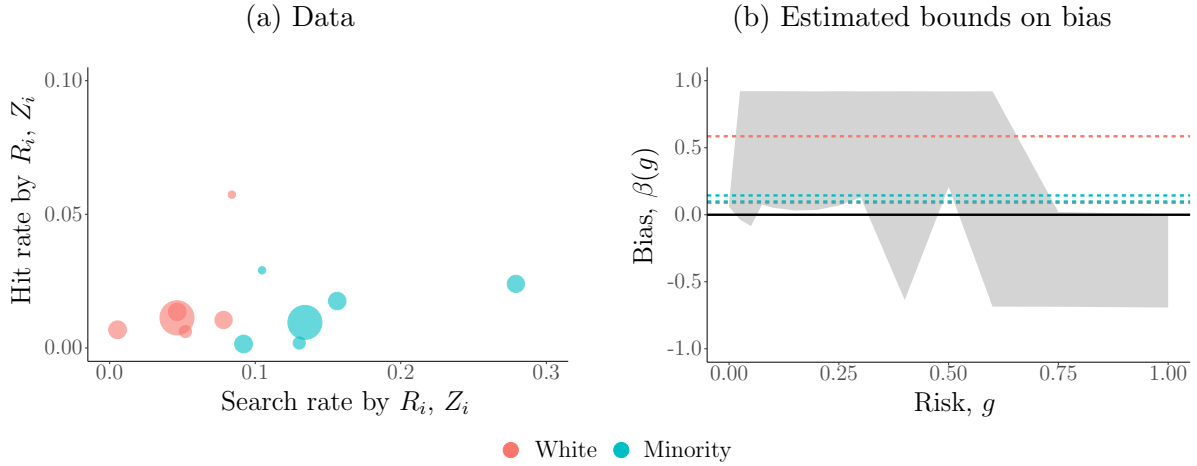 (a) Data
Hit rate by R_i, Z_i
0.10
0.05
0.00
0.0
0.1
0.2
0.3
Search rate by R_i, Z_i
(b) Estimated bounds on bias
Bias, β(g)
1.0
0.5
0.0
-0.5
-1.0
0.00
0.25
0.50
0.75
1.00
Risk, g
White
Minority